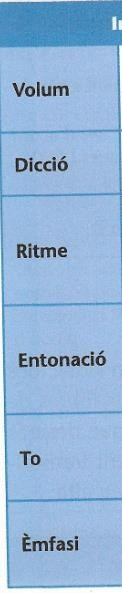 Volum
Dicció
Ritme
Entonació
To
Èmfasi